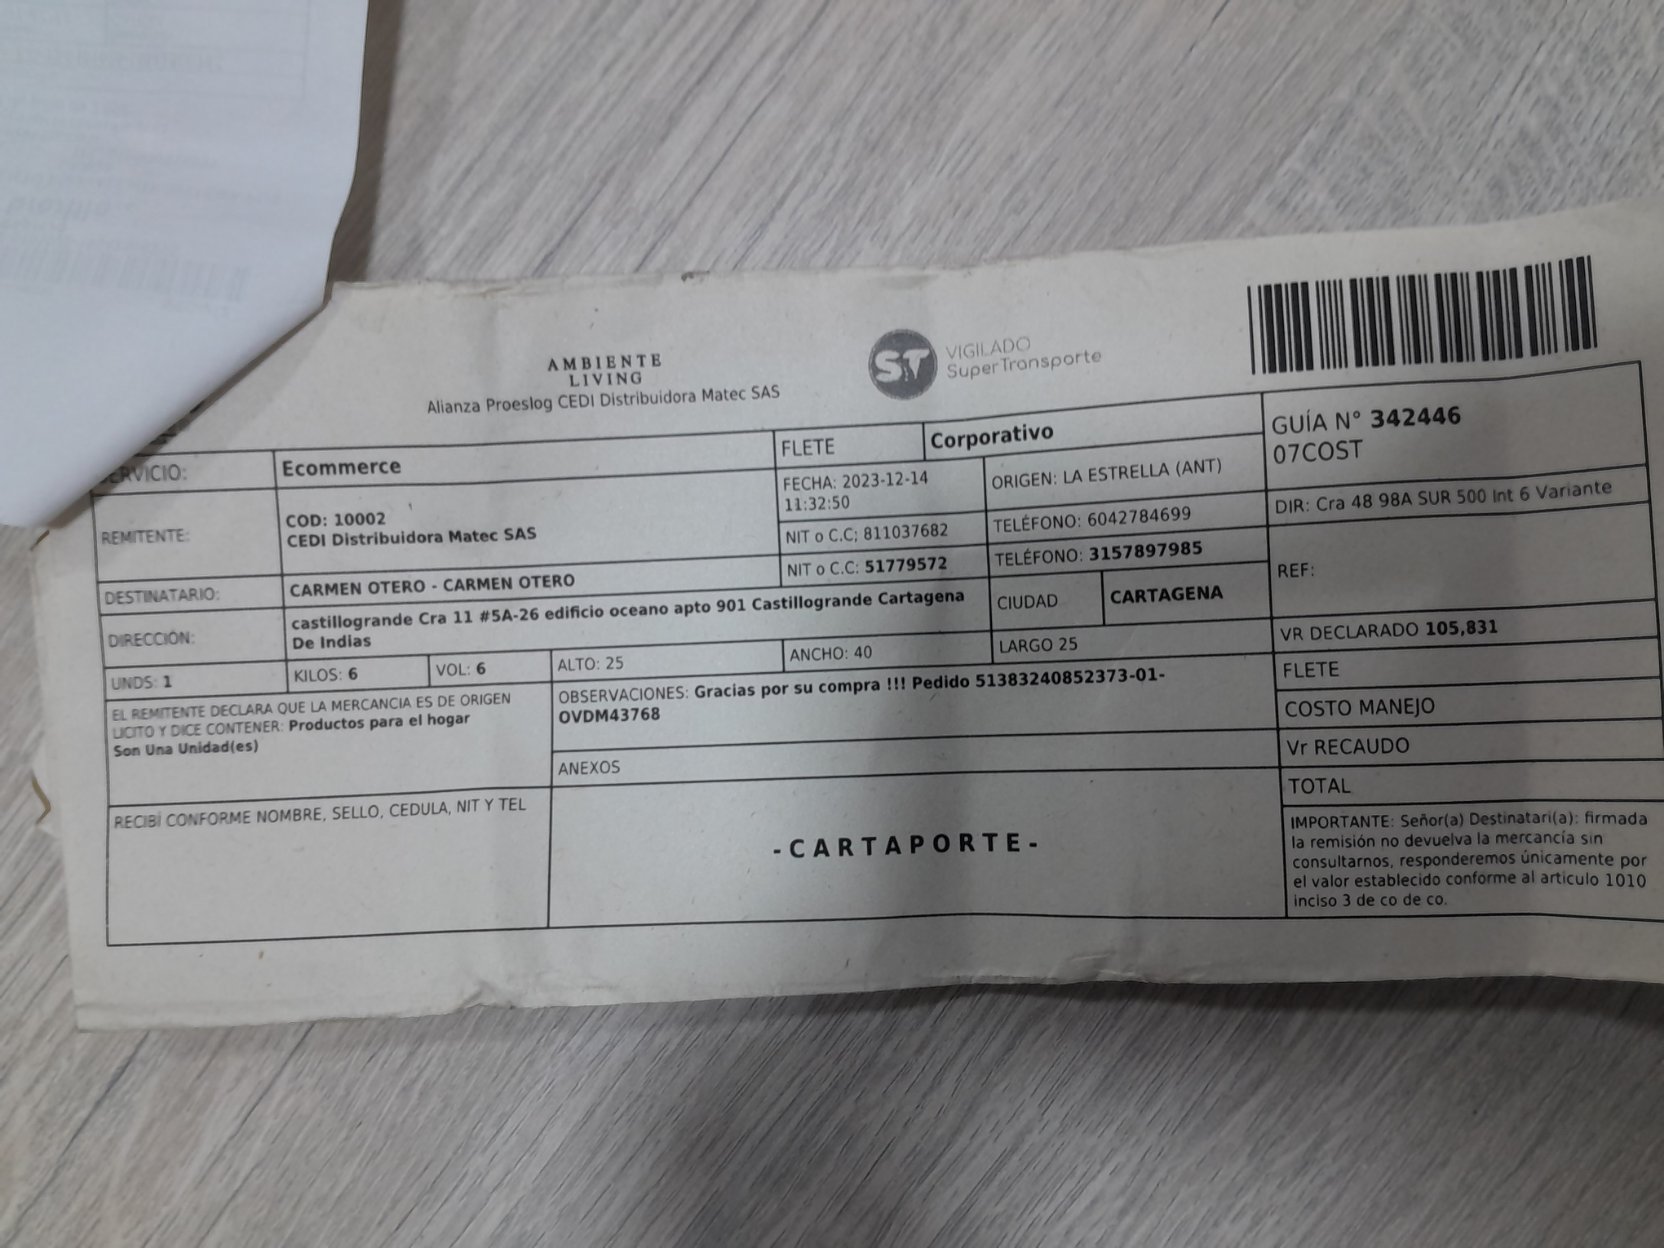 AMBIENTE
LIVING
Alianza Proeslog CEDI Distribuidora Matec SAS
ST
VIGILADO
SuperTransporte
SERVICIO:
Ecommerce
FLETE
Corporativo
GUÍA N° 342446
07COST
REMITENTE:
COD: 10002
CEDI Distribuidora Matec SAS
FECHA: 2023-12-14
11:32:50
ORIGEN: LA ESTRELLA (ANT)
DIR: Cra 48 98A SUR 500 Int 6 Variante
NIT o C.C; 811037682
TELÉFONO: 6042784699
DESTINATARIO:
CARMEN OTERO - CARMEN OTERO
NIT o C.C: 51779572
TELÉFONO: 3157897985
REF:
DIRECCIÓN:
castillogrande Cra 11 #5A-26 edificio oceano apto 901 Castillogrande Cartagena
De Indias
CIUDAD
CARTAGENA
UNDS: 1
KILOS: 6
VOL: 6
ALTO: 25
ANCHO: 40
LARGO 25
VR DECLARADO 105,831
EL REMITENTE DECLARA QUE LA MERCANCIA ES DE ORIGEN
LICITO Y DICE CONTENER: Productos para el hogar
Son Una Unidad(es)
OBSERVACIONES: Gracias por su compra !!! Pedido 51383240852373-01-
OVDM43768
FLETE
COSTO MANEJO
ANEXOS
Vr RECAUDO
TOTAL
RECIBÍ CONFORME NOMBRE, SELLO, CEDULA, NIT Y TEL
-CARTAPORTE-
IMPORTANTE: Señor(a) Destinatari(a): firmada
la remisión no devuelva la mercancía sin
consultarnos, responderemos únicamente por
el valor establecido conforme al articulo 1010
inciso 3 de co de co.